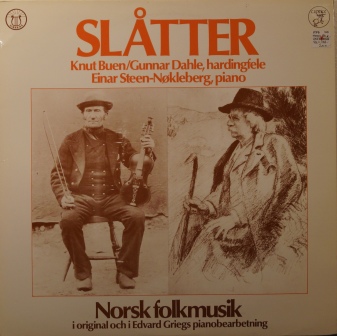 SLÅTTER
Knut Buen/Gunnar Dahle, hardingfele
Einar Steen-Nøkleberg, piano
Norsk folkmusik
i original och i Edvard Griegs pianobearbetning